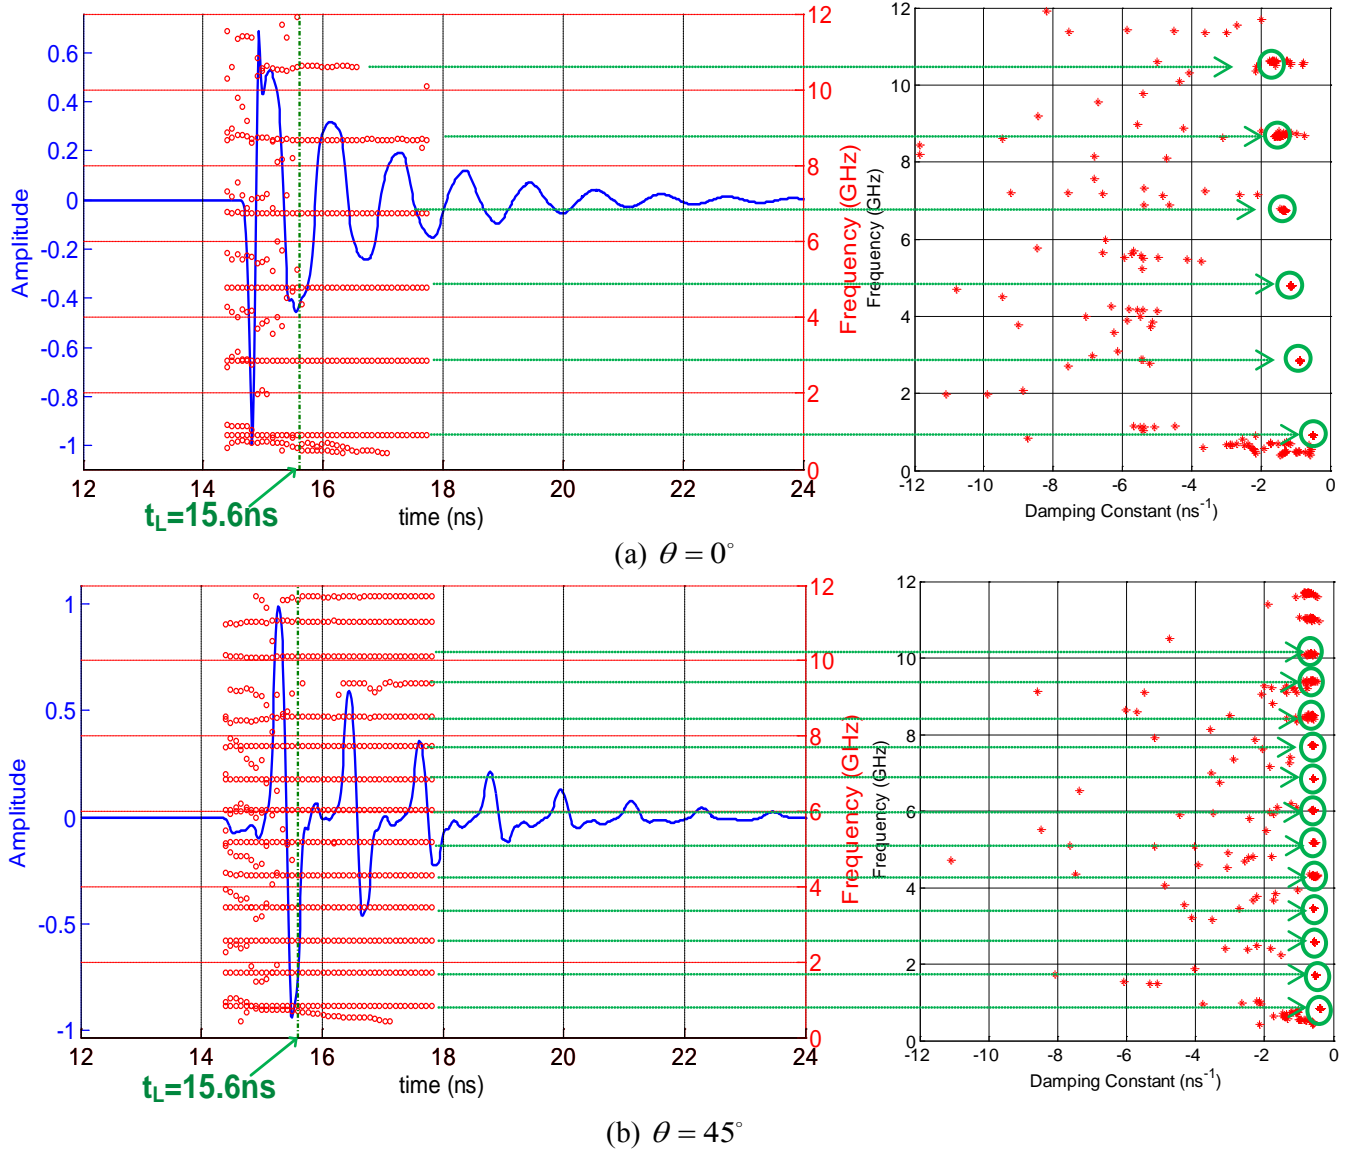 0.6
0.4
0.2
0
-0.2
-0.4
-0.6
-0.8
-1
Amplitude
12
10
8
6
4
2
0
Frequency (GHz)
12 14 16 18 20 22 24
time (ns)
t_L=15.6ns
12
10
8
6
4
2
0
Frequency (GHz)
-12 -10 -8 -6 -4 -2 0
Damping Constant (ns⁻¹)
(a) θ = 0°
1
0.5
0
-0.5
-1
Amplitude
12
10
8
6
4
2
0
Frequency (GHz)
12 14 16 18 20 22 24
time (ns)
t_L=15.6ns
12
10
8
6
4
2
0
Frequency (GHz)
-12 -10 -8 -6 -4 -2 0
Damping Constant (ns⁻¹)
(b) θ = 45°